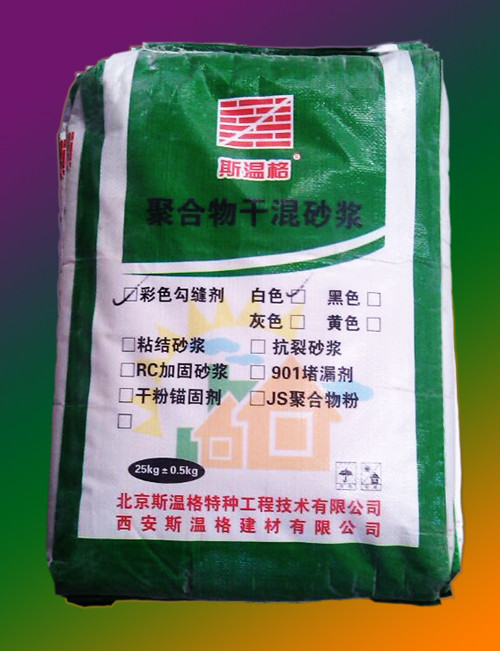 斯温格®
聚合物干混砂浆
☑彩色勾缝剂 白色☑ 黑色□
灰色□ 黄色□
□粘结砂浆 □抗裂砂浆
□RC加固砂浆 □901堵漏剂
□干粉锚固剂 □JS聚合物粉
□
25kg±0.5kg
北京斯温格特种工程技术有限公司
西安斯温格建材有限公司